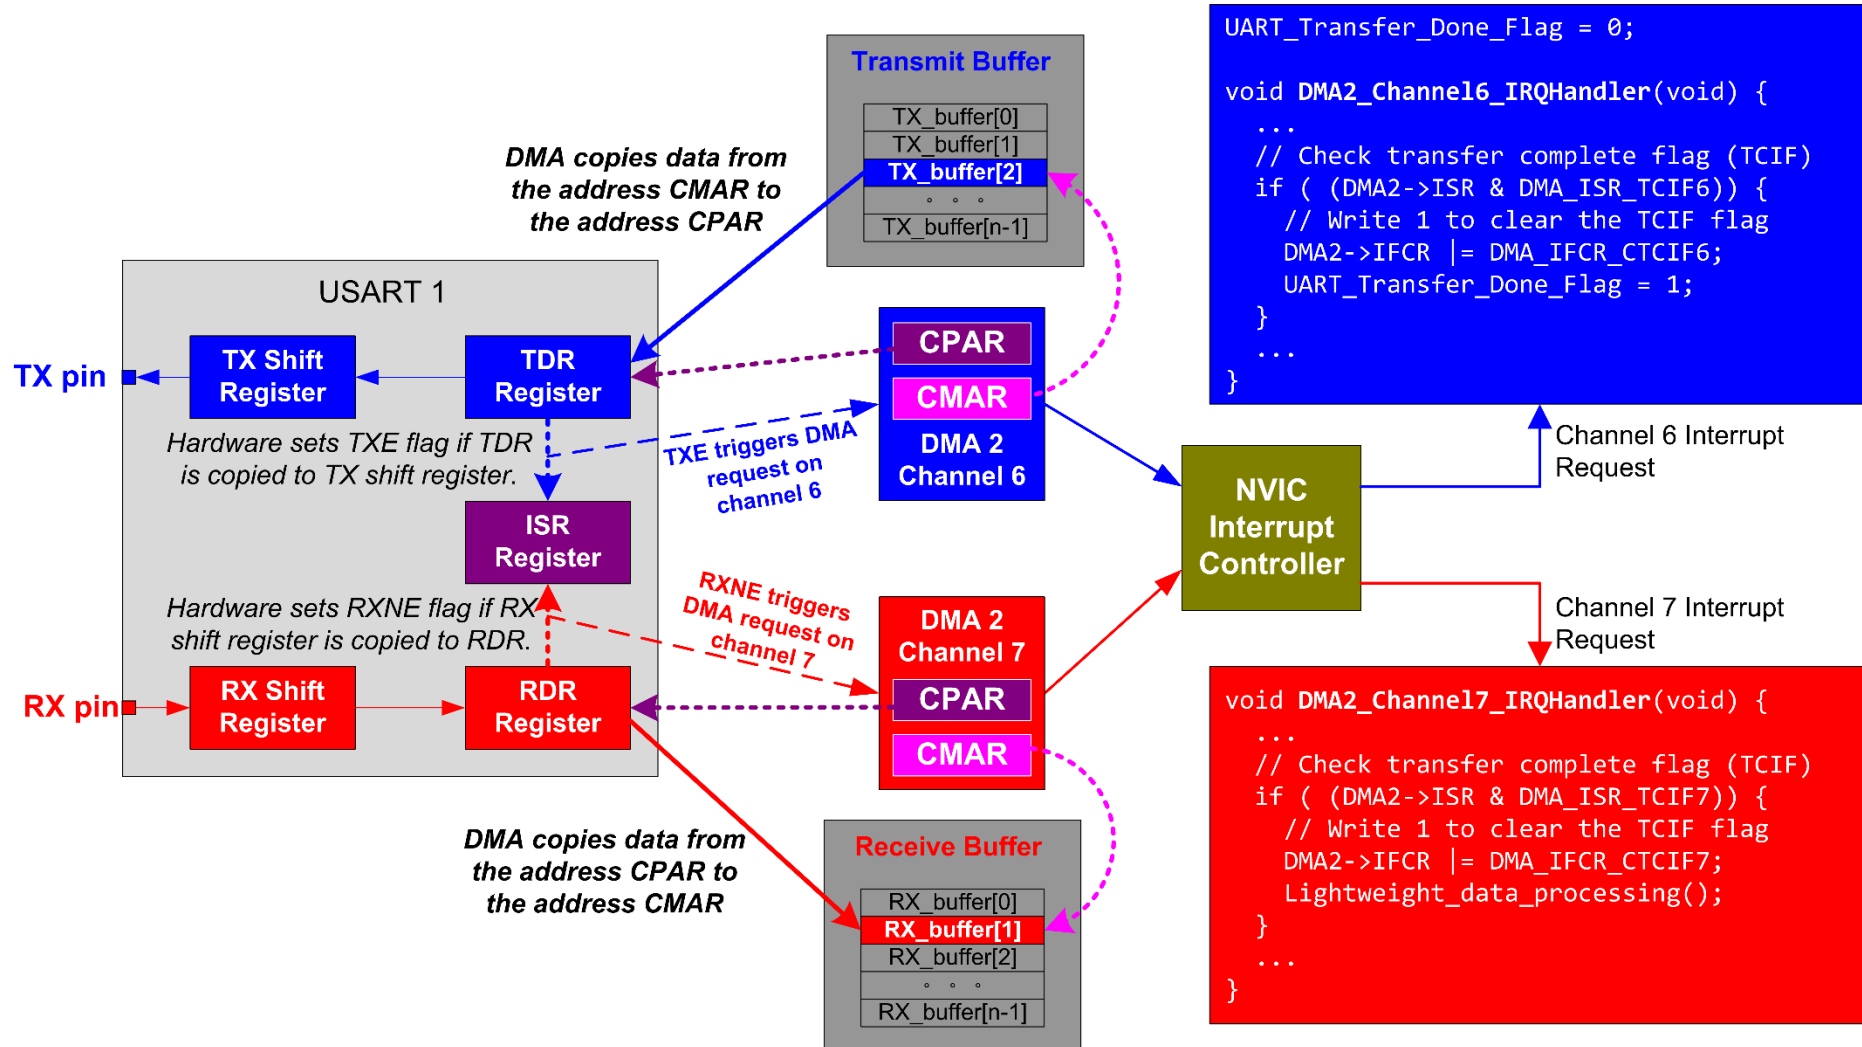 Transmit Buffer
TX_buffer[0]
TX_buffer[1]
TX_buffer[2]
° ° °
TX_buffer[n-1]
DMA copies data from
the address CMAR to
the address CPAR
USART 1
TX pin
TX Shift
Register
TDR
Register
Hardware sets TXE flag if TDR
is copied to TX shift register.
ISR
Register
Hardware sets RXNE flag if RX
shift register is copied to RDR.
RX pin
RX Shift
Register
RDR
Register
TXE triggers DMA
request on
channel 6
CPAR
CMAR
DMA 2
Channel 6
RXNE triggers
DMA request on
channel 7
DMA 2
Channel 7
CPAR
CMAR
DMA copies data from
the address CPAR to
the address CMAR
Receive Buffer
RX_buffer[0]
RX_buffer[1]
RX_buffer[2]
° ° °
RX_buffer[n-1]
NVIC
Interrupt
Controller
UART_Transfer_Done_Flag = 0;
void DMA2_Channel6_IRQHandler(void) {
...
// Check transfer complete flag (TCIF)
if ( (DMA2->ISR & DMA_ISR_TCIF6)) {
// Write 1 to clear the TCIF flag
DMA2->IFCR |= DMA_IFCR_CTCIF6;
UART_Transfer_Done_Flag = 1;
}
...
}
Channel 6 Interrupt
Request
Channel 7 Interrupt
Request
void DMA2_Channel7_IRQHandler(void) {
...
// Check transfer complete flag (TCIF)
if ( (DMA2->ISR & DMA_ISR_TCIF7)) {
// Write 1 to clear the TCIF flag
DMA2->IFCR |= DMA_IFCR_CTCIF7;
Lightweight_data_processing();
}
...
}